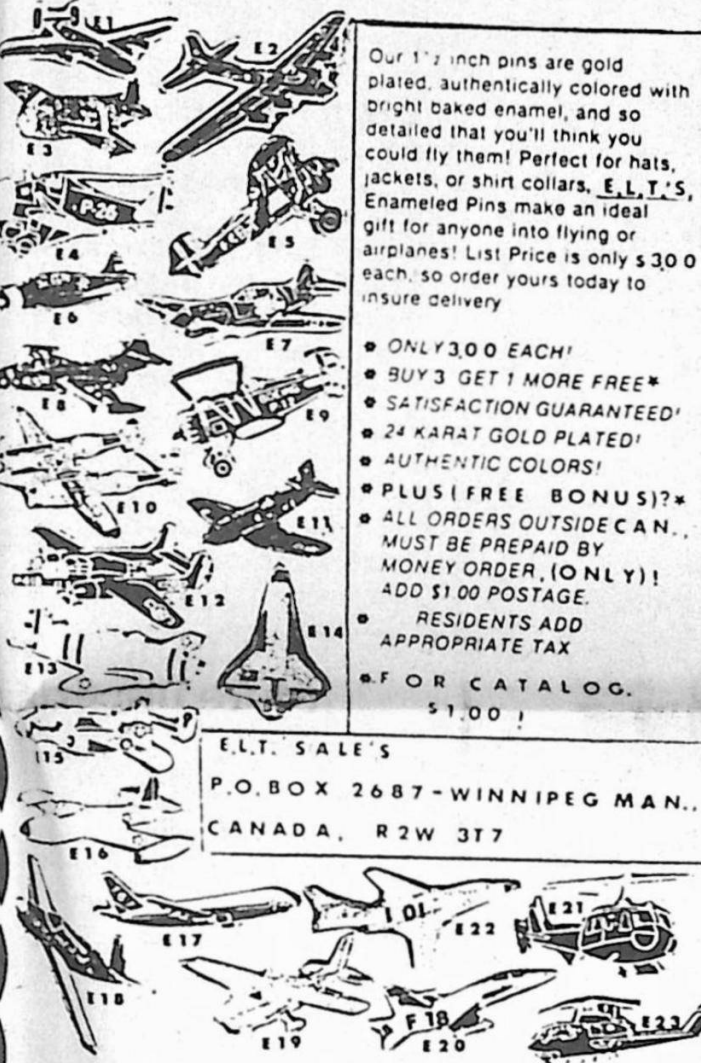 E1
E2
E3
P-26
E4
E5
E6
E7
E8
E9
E10
E11
E12
E13
E14
E15
E16
Our 1 1/2 inch pins are gold
plated, authentically colored with
bright baked enamel, and so
detailed that you'll think you
could fly them! Perfect for hats,
jackets, or shirt collars, E.L.T.'S,
Enameled Pins make an ideal
gift for anyone into flying or
airplanes! List Price is only $3.00
each, so order yours today to
insure delivery
• ONLY 3.00 EACH!
• BUY 3 GET 1 MORE FREE*
• SATISFACTION GUARANTEED!
• 24 KARAT GOLD PLATED!
• AUTHENTIC COLORS!
• PLUS (FREE BONUS)?*
• ALL ORDERS OUTSIDE CAN.,
MUST BE PREPAID BY
MONEY ORDER, (ONLY)!
ADD $1.00 POSTAGE.
• RESIDENTS ADD
APPROPRIATE TAX
• FOR CATALOG.
$1.00 !
E.L.T. SALE'S
P.O. BOX 2687-WINNIPEG MAN..
CANADA, R2W 3T7
E17
E18
E19
101
E22
F18
E20
E21
E23